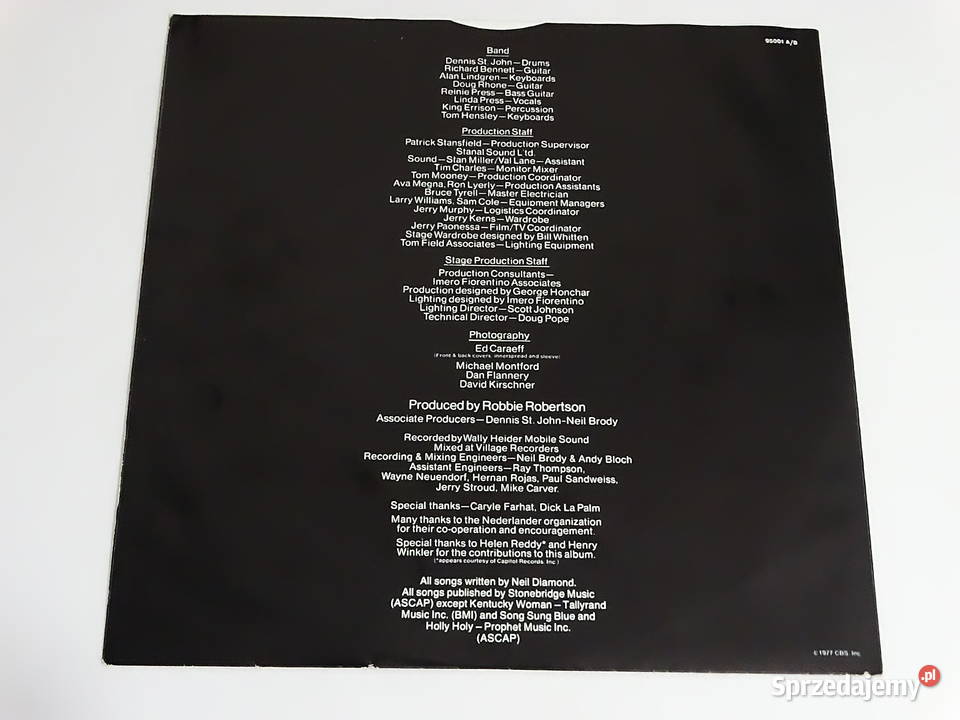 95001 A/B
Band
Dennis St. John—Drums
Richard Bennett—Guitar
Alan Lindgren—Keyboards
Doug Rhone—Guitar
Reinie Press—Bass Guitar
Linda Press—Vocals
King Errison—Percussion
Tom Hensley—Keyboards
Production Staff
Patrick Stansfield—Production Supervisor
Stanal Sound L'td.
Sound—Stan Miller/Val Lane—Assistant
Tim Charles—Monitor Mixer
Tom Mooney—Production Coordinator
Ava Megna, Ron Lyerly—Production Assistants
Bruce Tyrell—Master Electrician
Larry Williams, Sam Cole—Equipment Managers
Jerry Murphy—Logistics Coordinator
Jerry Kerns—Wardrobe
Jerry Paonessa—Film/TV Coordinator
Stage Wardrobe designed by Bill Whitten
Tom Field Associates—Lighting Equipment
Stage Production Staff
Production Consultants—
Imero Fiorentino Associates
Production designed by George Honchar
Lighting designed by Imero Fiorentino
Lighting Director—Scott Johnson
Technical Director—Doug Pope
Photography
Ed Caraeff
(Front & back covers, innerspread and sleeve)
Michael Montford
Dan Flannery
David Kirschner
Produced by Robbie Robertson
Associate Producers—Dennis St. John-Neil Brody
Recorded by Wally Heider Mobile Sound
Mixed at Village Recorders
Recording & Mixing Engineers—Neil Brody & Andy Bloch
Assistant Engineers—Ray Thompson,
Wayne Neuendorf, Hernan Rojas, Paul Sandweiss,
Jerry Stroud, Mike Carver.
Special thanks—Caryle Farhat, Dick La Palm
Many thanks to the Nederlander organization
for their co-operation and encouragement.
Special thanks to Helen Reddy* and Henry
Winkler for the contributions to this album.
(*appears courtesy of Capitol Records, Inc.)
All songs written by Neil Diamond.
All songs published by Stonebridge Music
(ASCAP) except Kentucky Woman – Tallyrand
Music Inc. (BMI) and Song Sung Blue and
Holly Holy – Prophet Music Inc.
(ASCAP)
© 1977 CBS. Inc.
Sprzedajemy.pl